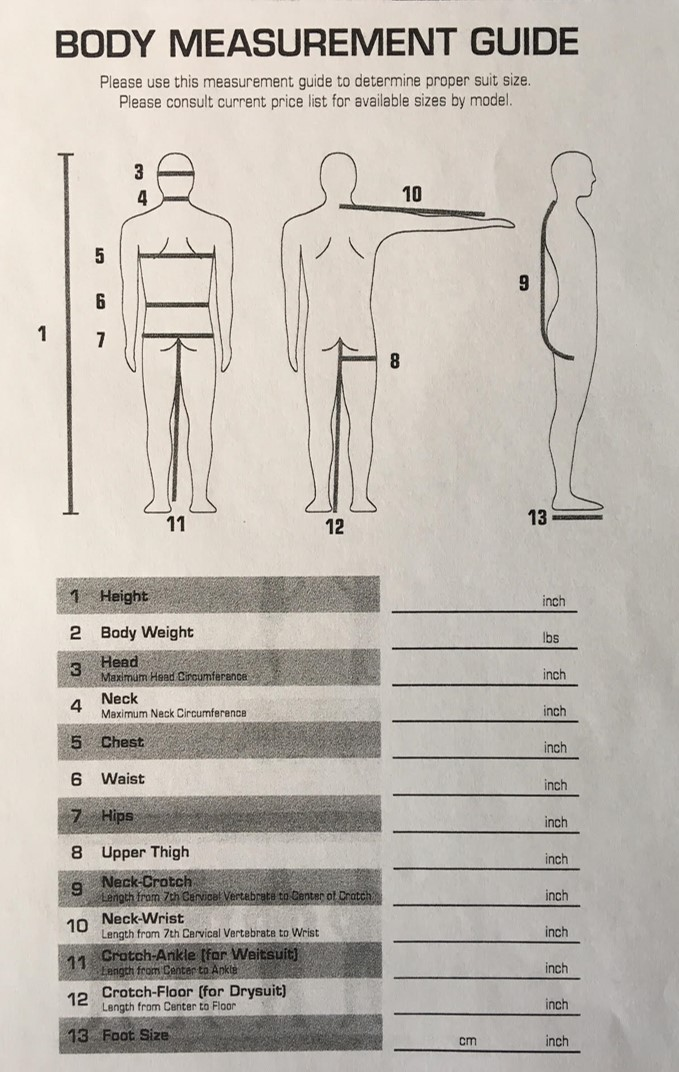 BODY MEASUREMENT GUIDE
Please use this measurement guide to determine proper suit size.
Please consult current price list for available sizes by model.
3
4
10
5
9
6
1
7
8
11
12
13
1 Height inch
2 Body Weight lbs
3 Head
Maximum Head Circumference inch
4 Neck
Maximum Neck Circumference inch
5 Chest inch
6 Waist inch
7 Hips inch
8 Upper Thigh inch
9 Neck-Crotch
Length from 7th Cervical Vertebrate to Center of Crotch inch
10 Neck-Wrist
Length from 7th Cervical Vertebrate to Wrist inch
11 Crotch-Ankle (for Waitsuit)
Length from Center to Ankle inch
12 Crotch-Floor (for Drysuit)
Length from Center to Floor inch
13 Foot Size cm inch